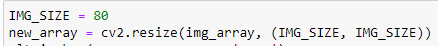 IMG_SIZE = 80
new_array = cv2.resize(img_array, (IMG_SIZE, IMG_SIZE))